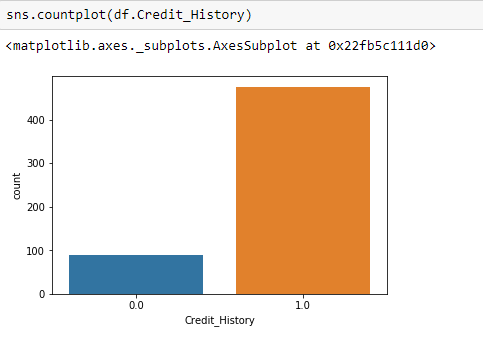 sns.countplot(df.Credit_History)
<matplotlib.axes._subplots.AxesSubplot at 0x22fb5c111d0>
400
300
200
100
0
count
0.0 1.0
Credit_History